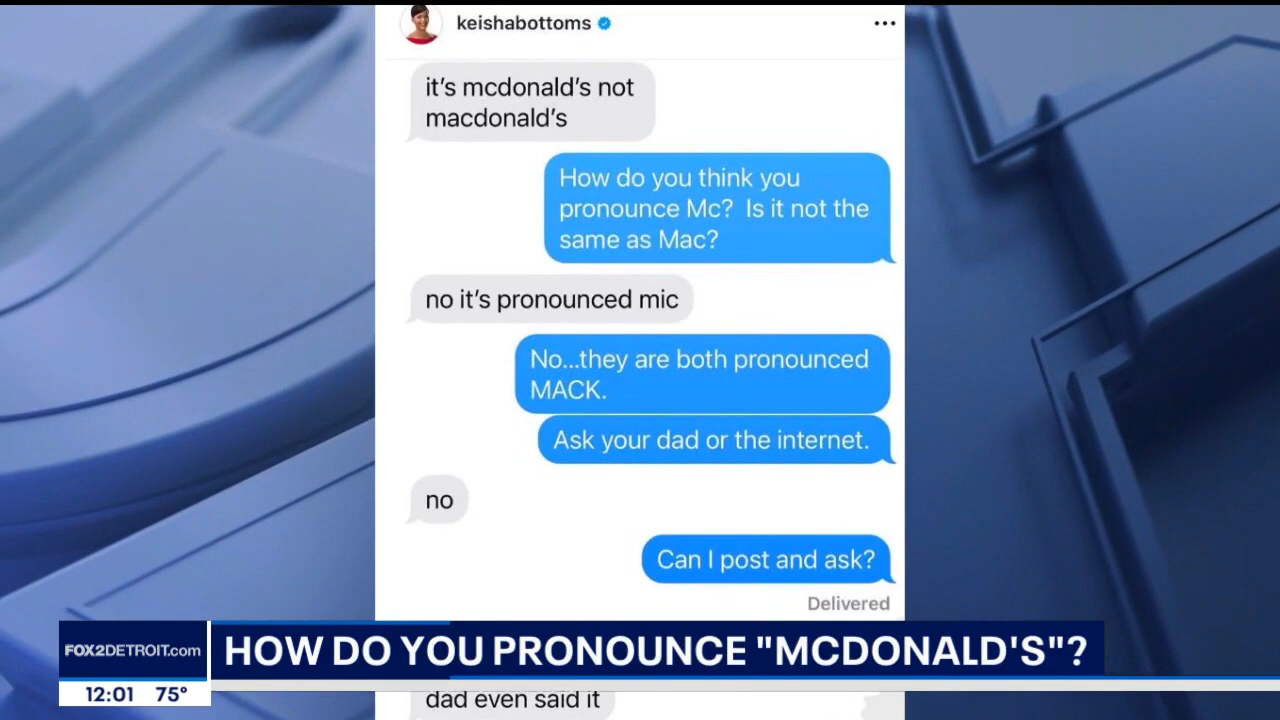 keishabottoms
it's mcdonald's not
macdonald's
How do you think you
pronounce Mc?  Is it not the
same as Mac?
no it's pronounced mic
No...they are both pronounced
MACK.
Ask your dad or the internet.
no
Can I post and ask?
Delivered
FOX2DETROIT.com
HOW DO YOU PRONOUNCE "MCDONALD'S"?
12:01 75°
dad even said it